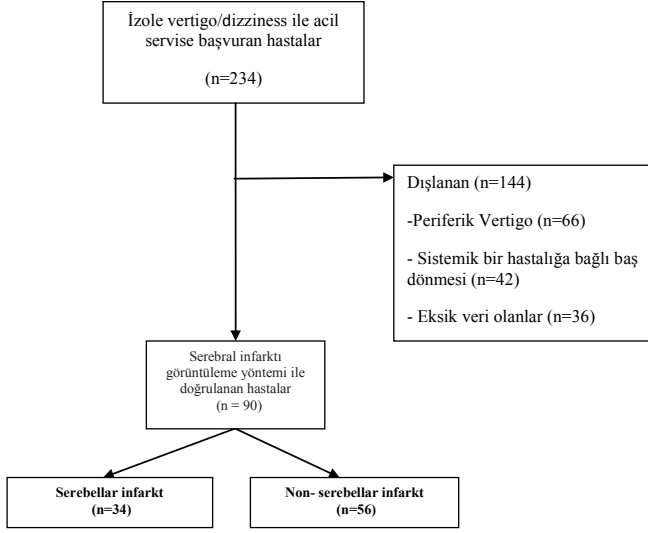 İzole vertigo/dizziness ile acil
servise başvuran hastalar
(n=234)
Dışlanan (n=144)
-Periferik Vertigo (n=66)
- Sistemik bir hastalığa bağlı baş
dönmesi (n=42)
- Eksik veri olanlar (n=36)
Serebral infarktı
görüntüleme yöntemi ile
doğrulanan hastalar
(n = 90)
Serebellar infarkt
(n=34)
Non- serebellar infarkt
(n=56)